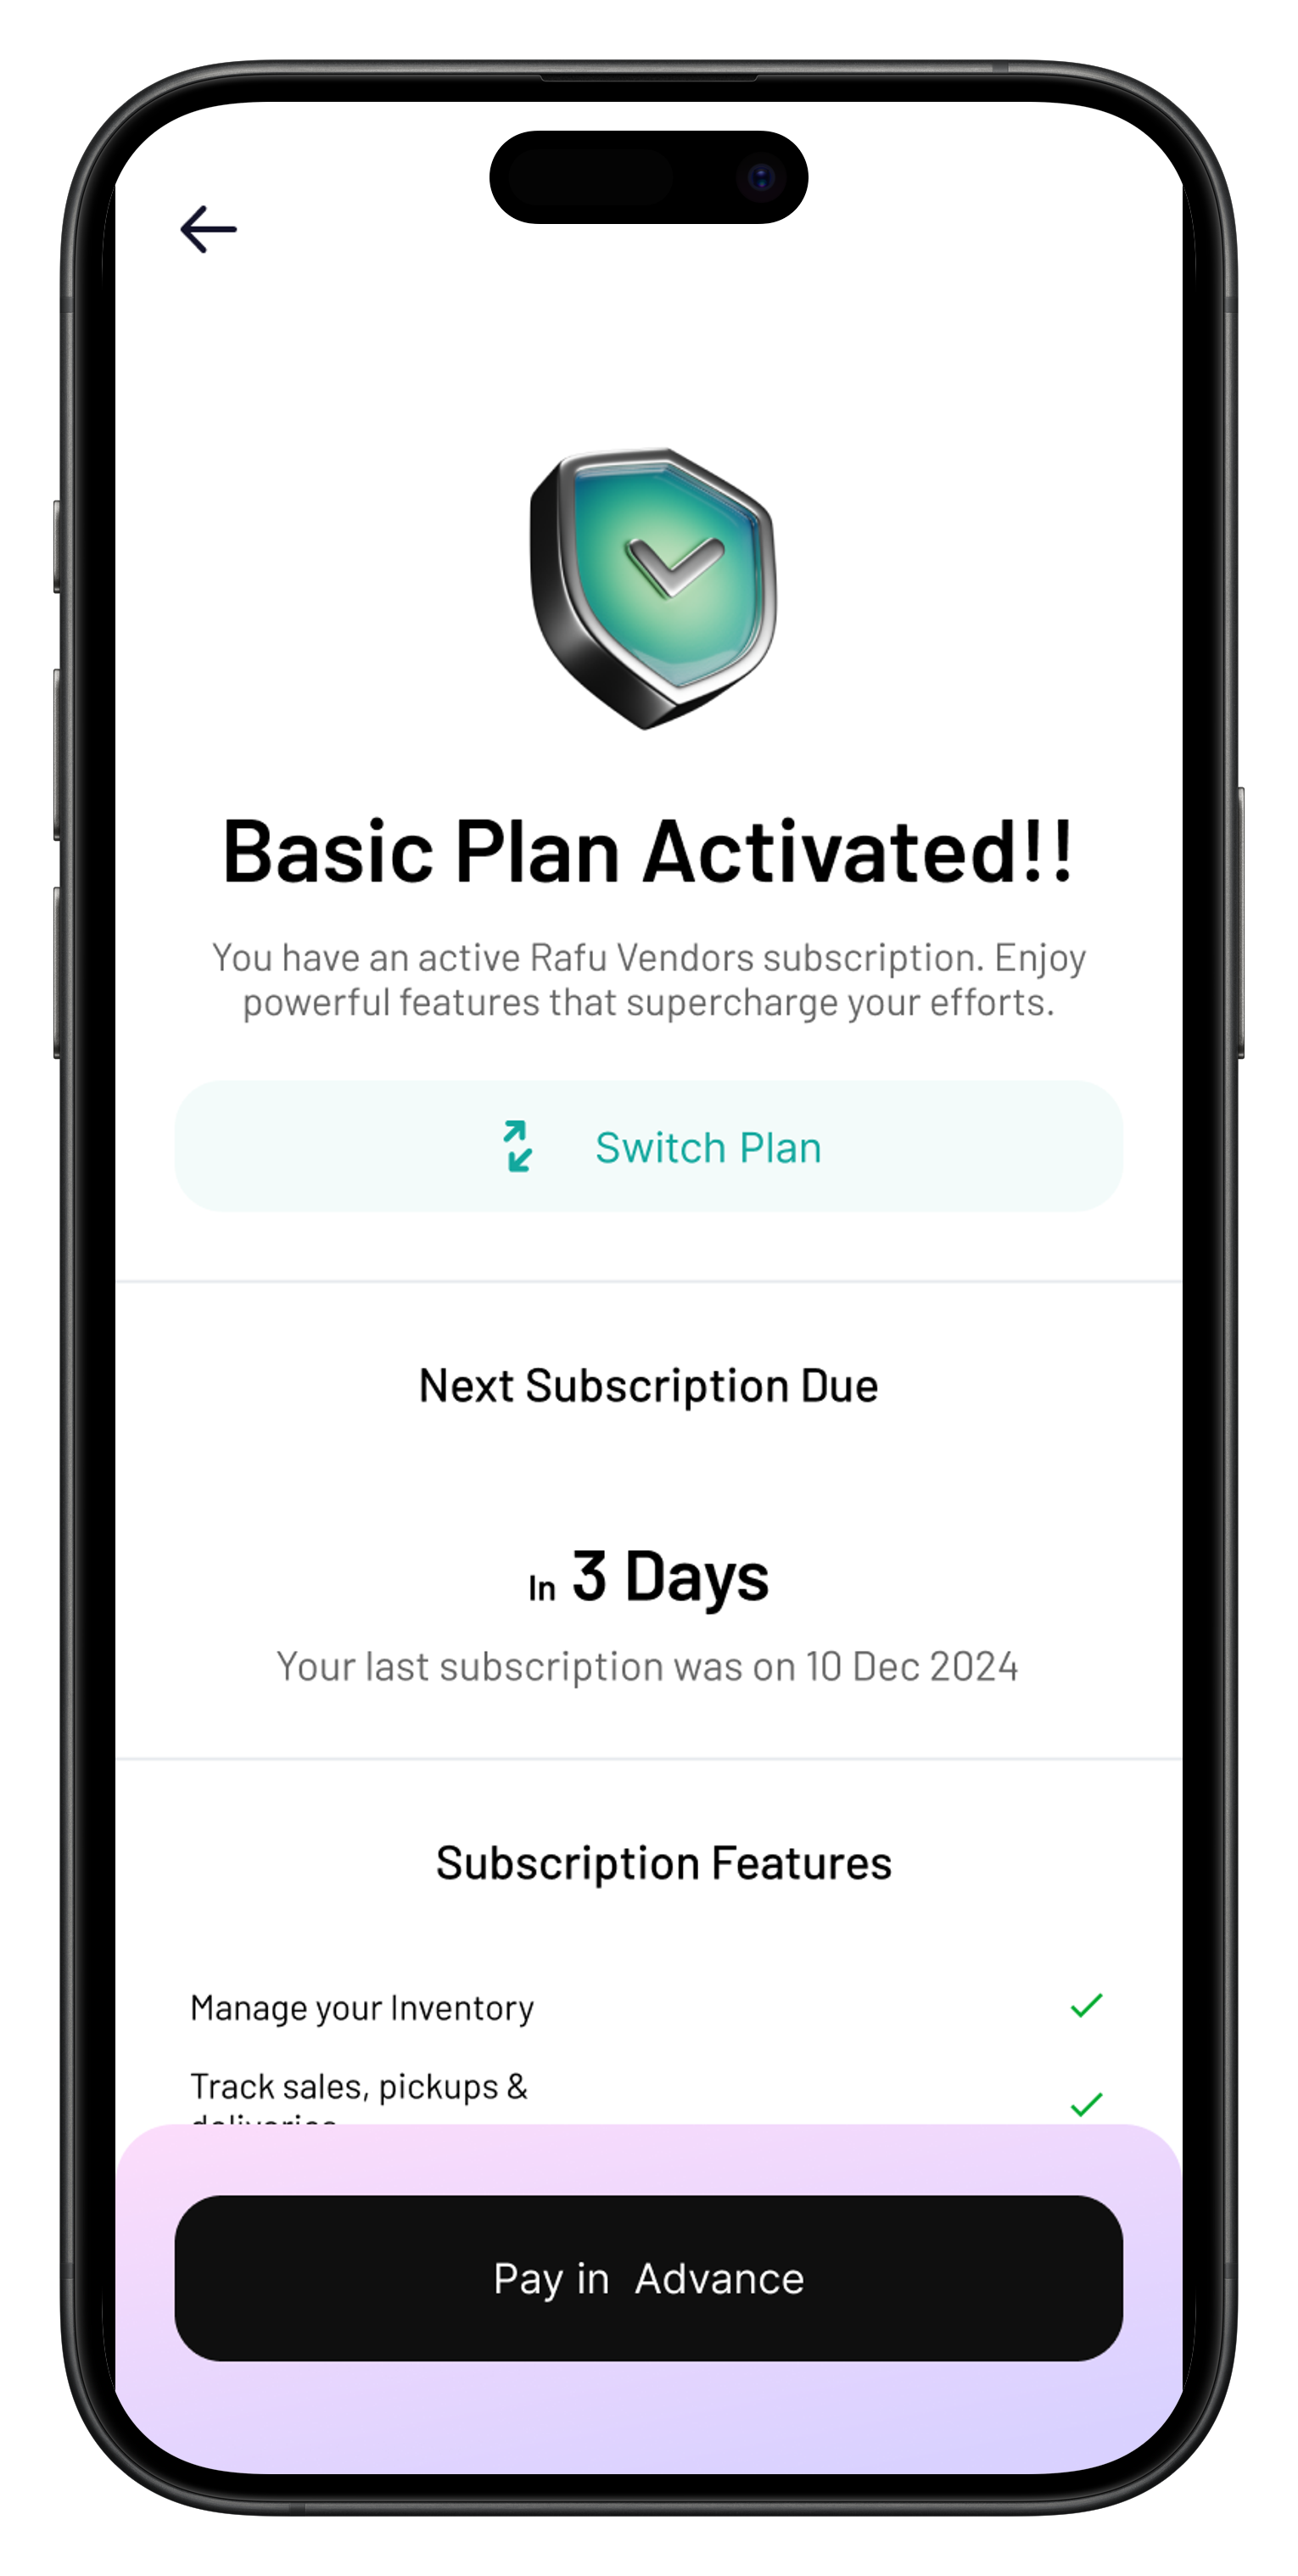 Basic Plan Activated!!
You have an active Rafu Vendors subscription. Enjoy
powerful features that supercharge your efforts.
Switch Plan
Next Subscription Due
In 3 Days
Your last subscription was on 10 Dec 2024
Subscription Features
Manage your Inventory
Track sales, pickups &
deliveries
Pay in Advance